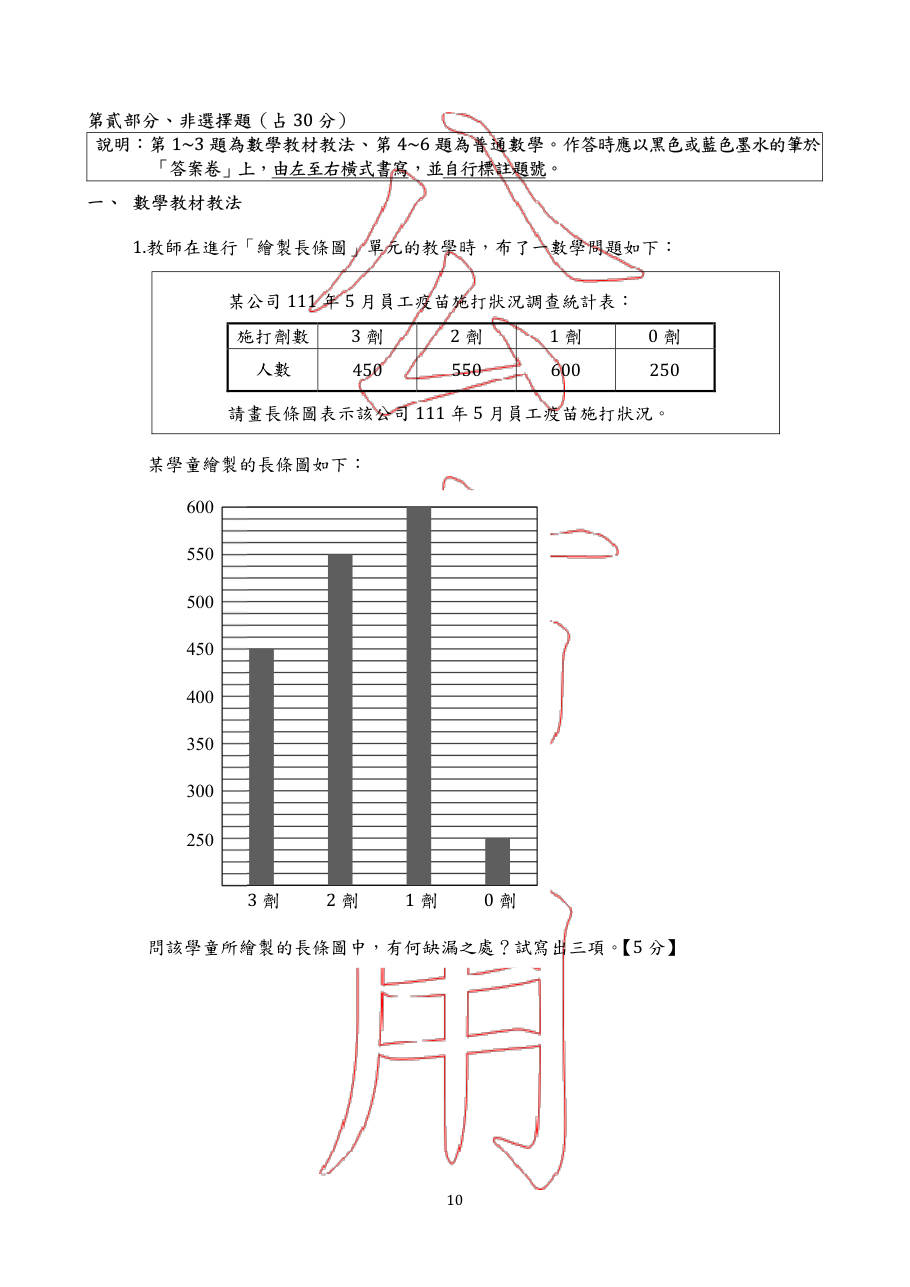 第貳部分、非選擇題（占 30 分）
說明：第 1~3 題為數學教材教法、第 4~6 題為普通數學。作答時應以黑色或藍色墨水的筆於
「答案卷」上，由左至右橫式書寫，並自行標註題號。
一、 數學教材教法
1.教師在進行「繪製長條圖」單元的教學時，布了一數學問題如下：
某公司 111 年 5 月員工疫苗施打狀況調查統計表：
施打劑數 3 劑 2 劑 1 劑 0 劑
人數 450 550 600 250
請畫長條圖表示該公司 111 年 5 月員工疫苗施打狀況。
某學童繪製的長條圖如下：
600
550
500
450
400
350
300
250
3 劑 2 劑 1 劑 0 劑
問該學童所繪製的長條圖中，有何缺漏之處？試寫出三項。【5 分】
10